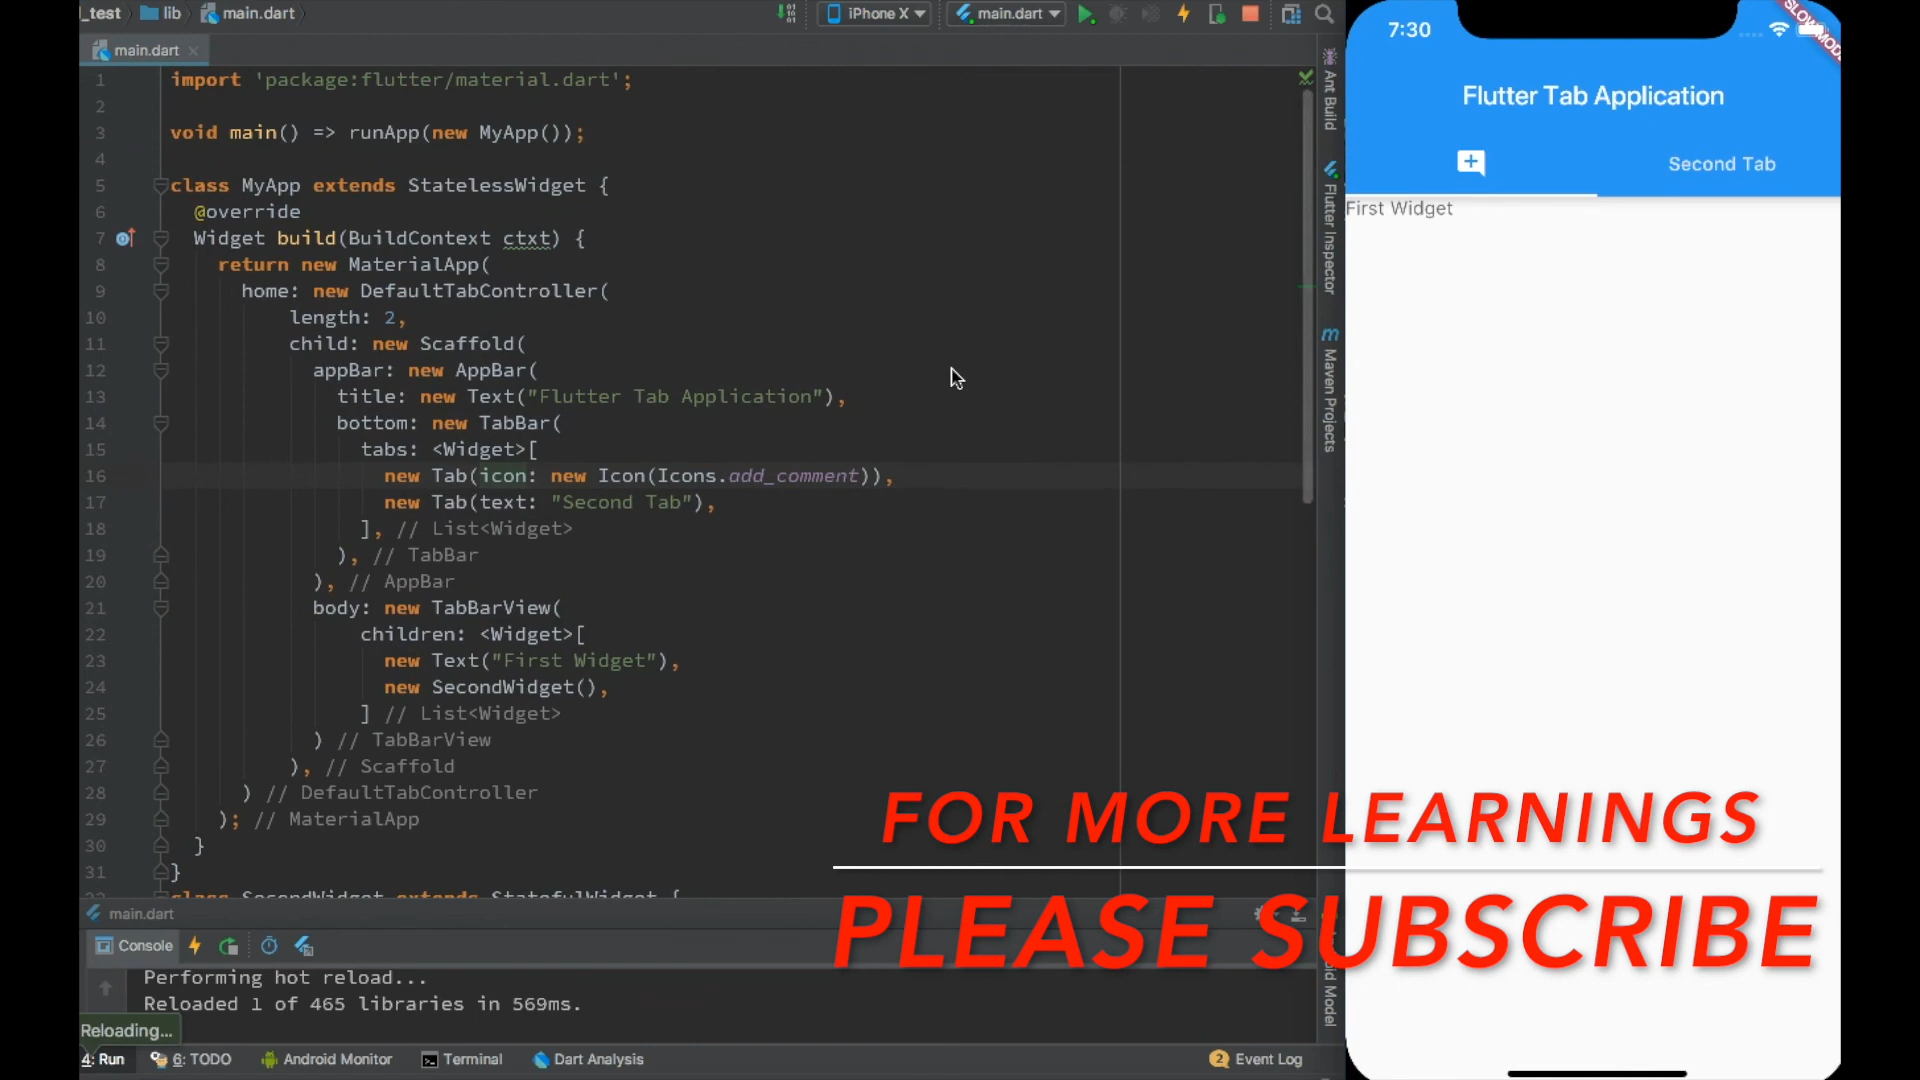 _test lib main.dart iPhone X main.dart
main.dart
1 import 'package:flutter/material.dart';
2
3 void main() => runApp(new MyApp());
4
5 class MyApp extends StatelessWidget {
6 @override
7 Widget build(BuildContext ctxt) {
8 return new MaterialApp(
9 home: new DefaultTabController(
10 length: 2,
11 child: new Scaffold(
12 appBar: new AppBar(
13 title: new Text("Flutter Tab Application"),
14 bottom: new TabBar(
15 tabs: <Widget>[
16 new Tab(icon: new Icon(Icons.add_comment)),
17 new Tab(text: "Second Tab"),
18 ], // List<Widget>
19 ), // TabBar
20 ), // AppBar
21 body: new TabBarView(
22 children: <Widget>[
23 new Text("First Widget"),
24 new SecondWidget(),
25 ] // List<Widget>
26 ) // TabBarView
27 ), // Scaffold
28 ) // DefaultTabController
29 ); // MaterialApp
30 }
31 }
class SecondWidget extends StatefulWidget {
main.dart
Console
Performing hot reload...
Reloaded 1 of 465 libraries in 569ms.
Reloading...
4: Run 6: TODO Android Monitor Terminal Dart Analysis 2 Event Log
Ant Build
Flutter Inspector
Maven Projects
Model
7:30
SLOW MODE
Flutter Tab Application
Second Tab
First Widget
FOR MORE LEARNINGS
PLEASE SUBSCRIBE